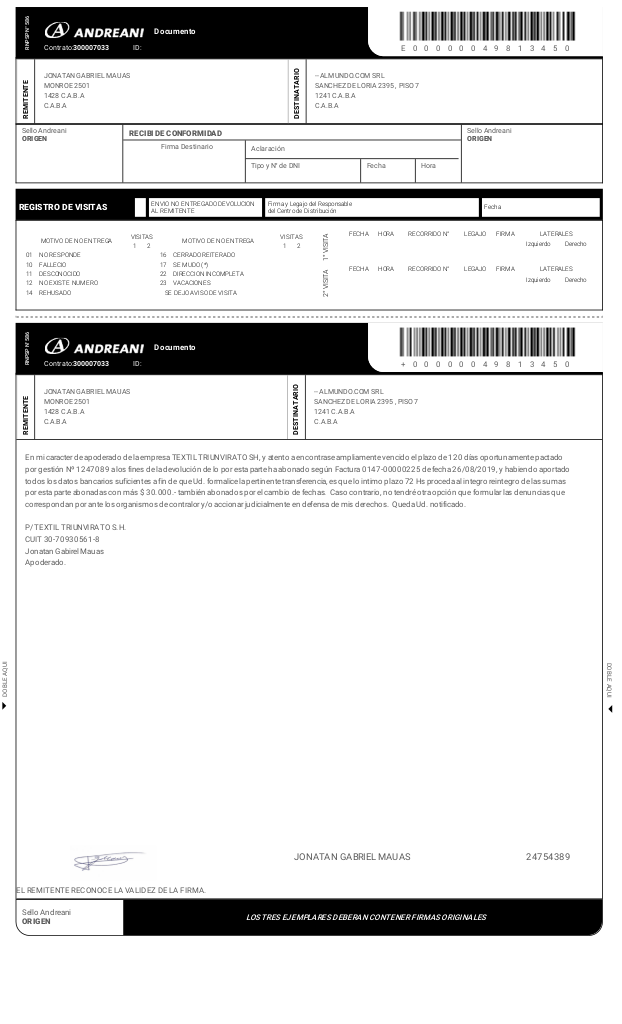 RNPSP Nº 586
ANDREANI Documento
Contrato:300007033 ID:
E 0 0 0 0 0 0 4 9 8 1 3 4 5 0
REMITENTE
JONATAN GABRIEL MAUAS
MONROE 2501
1428 C.A.B.A
C.A.B.A
DESTINATARIO
--ALMUNDO.COM SRL
SANCHEZ DE LORIA 2395 , PISO 7
1241 C.A.B.A
C.A.B.A
Sello Andreani
ORIGEN
RECIBI DE CONFORMIDAD
Firma Destinario
Aclaración
Tipo y N° de DNI
Fecha
Hora
Sello Andreani
ORIGEN
REGISTRO DE VISITAS
ENVIO NO ENTREGADO DEVOLUCION
AL REMITENTE
Firma y Legajo del Responsable
del Centro de Distribución
Fecha
MOTIVO DE NO ENTREGA
VISITAS
1 2
01 NO RESPONDE
10 FALLECIO
11 DESCONOCIDO
12 NO EXISTE NUMERO
14 REHUSADO
MOTIVO DE NO ENTREGA
VISITAS
1 2
16 CERRADO REITERADO
17 SE MUDO (*)
22 DIRECCION INCOMPLETA
23 VACACIONES
SE DEJO AVISO DE VISITA
1° VISITA
FECHA HORA RECORRIDO N° LEGAJO FIRMA LATERALES
Izquierdo Derecho
2° VISITA
FECHA HORA RECORRIDO N° LEGAJO FIRMA LATERALES
Izquierdo Derecho
RNPSP Nº 586
ANDREANI Documento
Contrato:300007033 ID:
+ 0 0 0 0 0 0 4 9 8 1 3 4 5 0
REMITENTE
JONATAN GABRIEL MAUAS
MONROE 2501
1428 C.A.B.A
C.A.B.A
DESTINATARIO
--ALMUNDO.COM SRL
SANCHEZ DE LORIA 2395 , PISO 7
1241 C.A.B.A
C.A.B.A
En mi caracter de apoderado de la empresa TEXTIL TRIUNVIRATO SH, y atento a encontrase ampliamente vencido el plazo de 120 días oportunamente pactado
por gestión Nº 1247089 a los fines de la devolución de lo por esta parte ha abonado según Factura 0147-00000225 de fecha 26/08/2019, y habiendo aportado
todos los datos bancarios suficientes a fin de que Ud. formalice la pertinente transferencia, es que lo intimo plazo 72 Hs proceda al integro reintegro de las sumas
por esta parte abonadas con más $ 30.000.- también abonados por el cambio de fechas. Caso contrario, no tendré otra opción que formular las denuncias que
correspondan por ante los organismos de contralor y/o accionar judicialmente en defensa de mis derechos. Queda Ud. notificado.
P/ TEXTIL TRIUNVIRATO S.H.
CUIT 30-70930561-8
Jonatan Gabirel Mauas
Apoderado.
DOBLE AQUI
DOBLE AQUI
JONATAN GABRIEL MAUAS 24754389
EL REMITENTE RECONOCE LA VALIDEZ DE LA FIRMA.
Sello Andreani
ORIGEN
LOS TRES EJEMPLARES DEBERAN CONTENER FIRMAS ORIGINALES